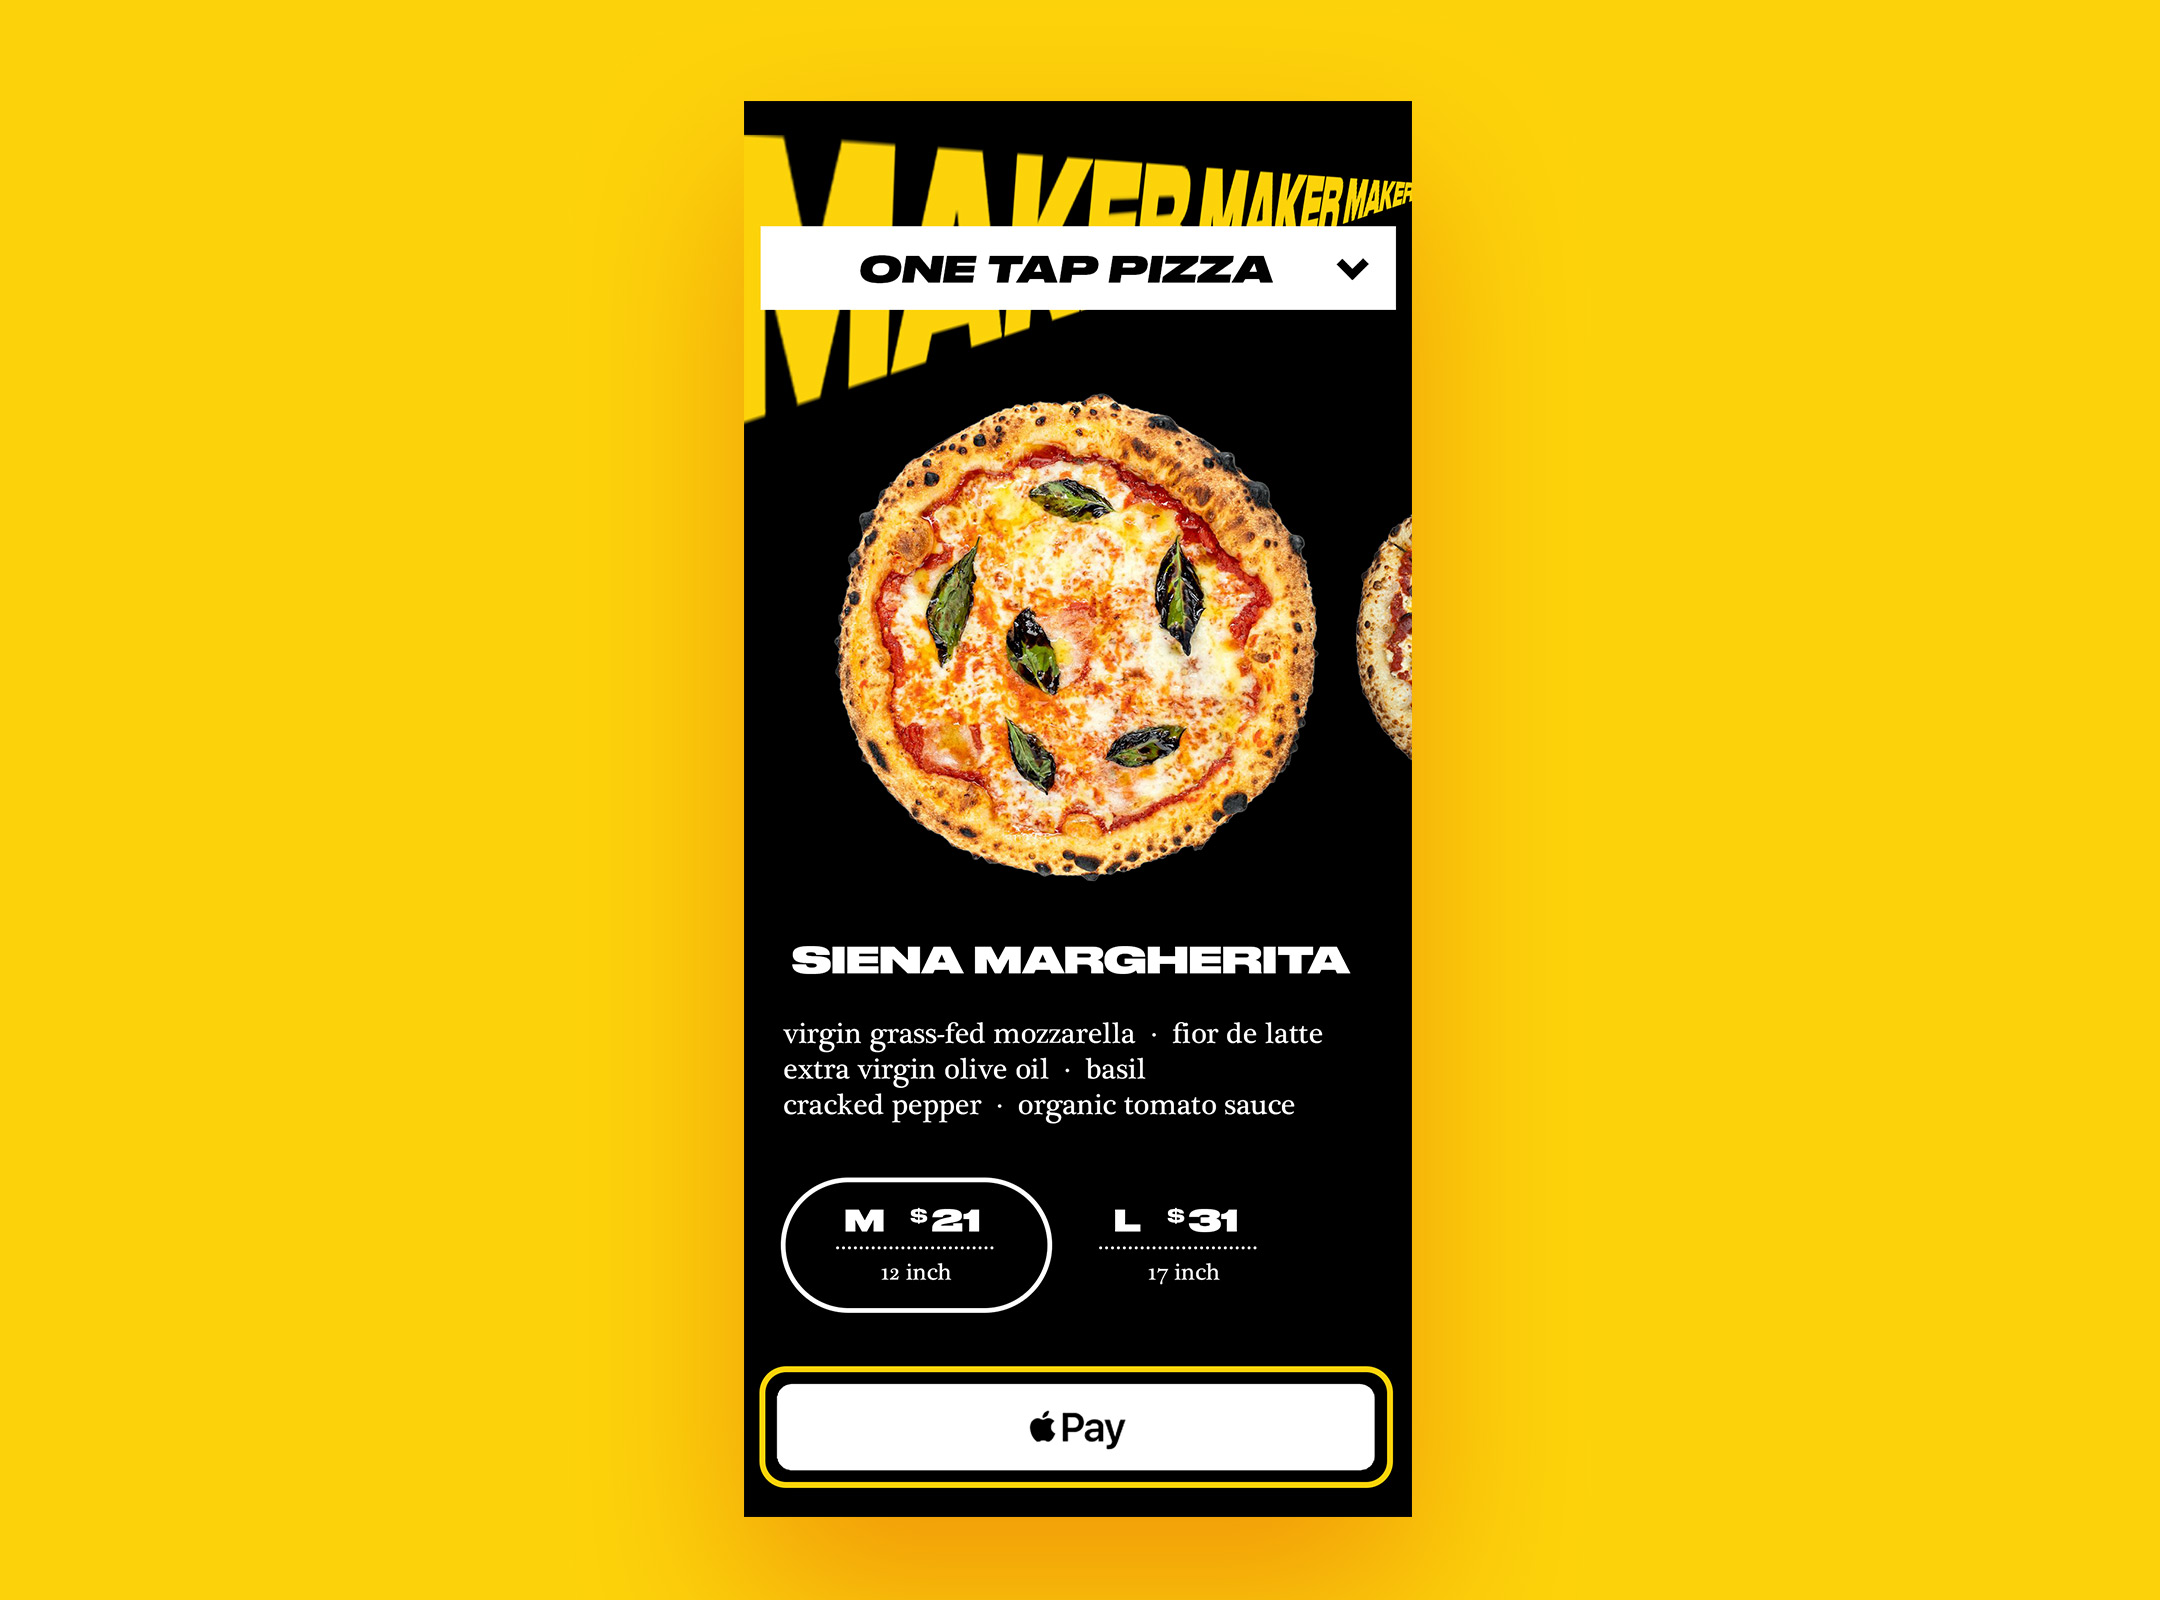 MAKER MAKER MAKER
ONE TAP PIZZA
SIENA MARGHERITA
virgin grass-fed mozzarella · fior de latte
extra virgin olive oil · basil
cracked pepper · organic tomato sauce
M $21 L $31
12 inch 17 inch
Pay